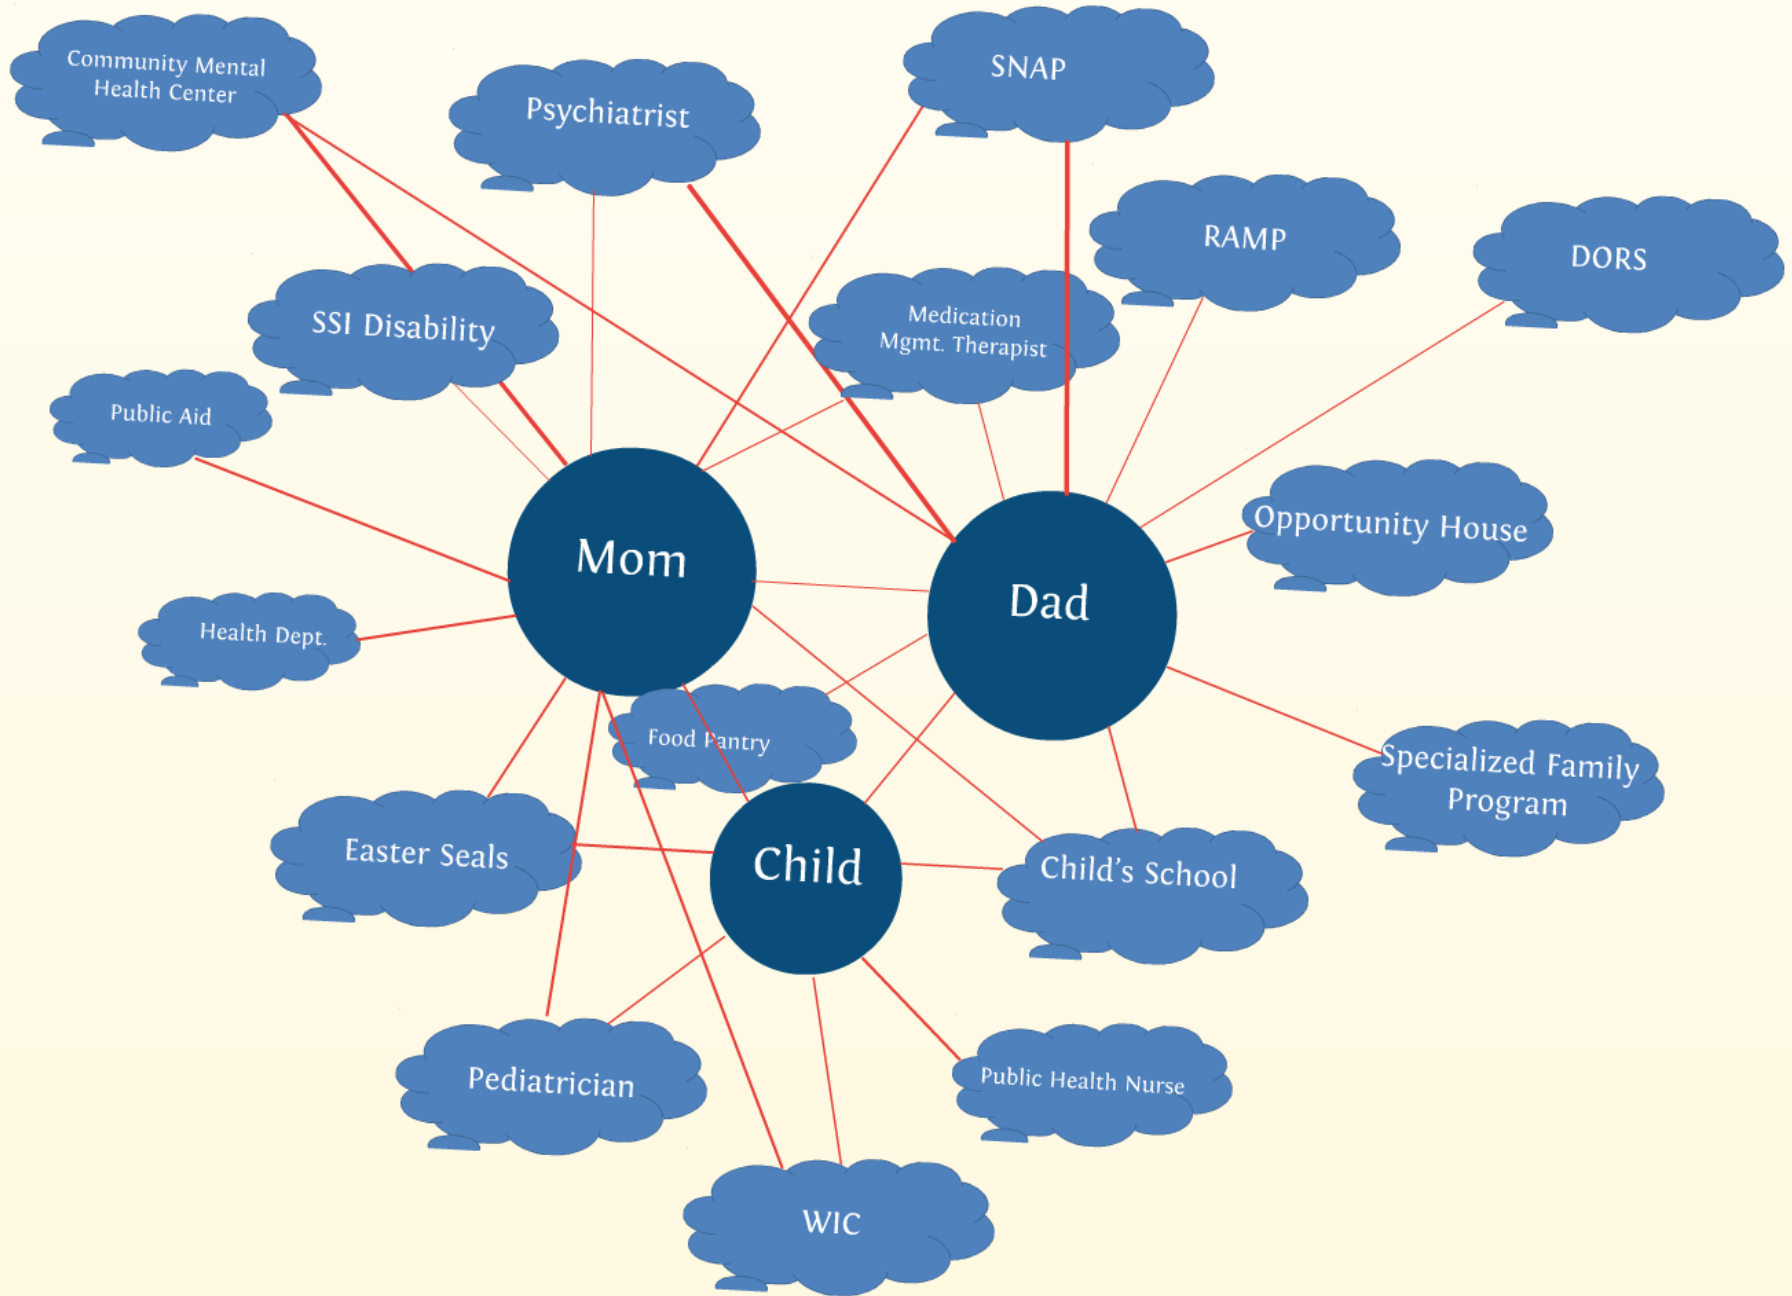 Community Mental
Health Center
Psychiatrist
SNAP
RAMP
DORS
SSI Disability
Medication
Mgmt. Therapist
Public Aid
Opportunity House
Mom
Dad
Health Dept.
Food Pantry
Specialized Family
Program
Easter Seals
Child
Child's School
Pediatrician
Public Health Nurse
WIC